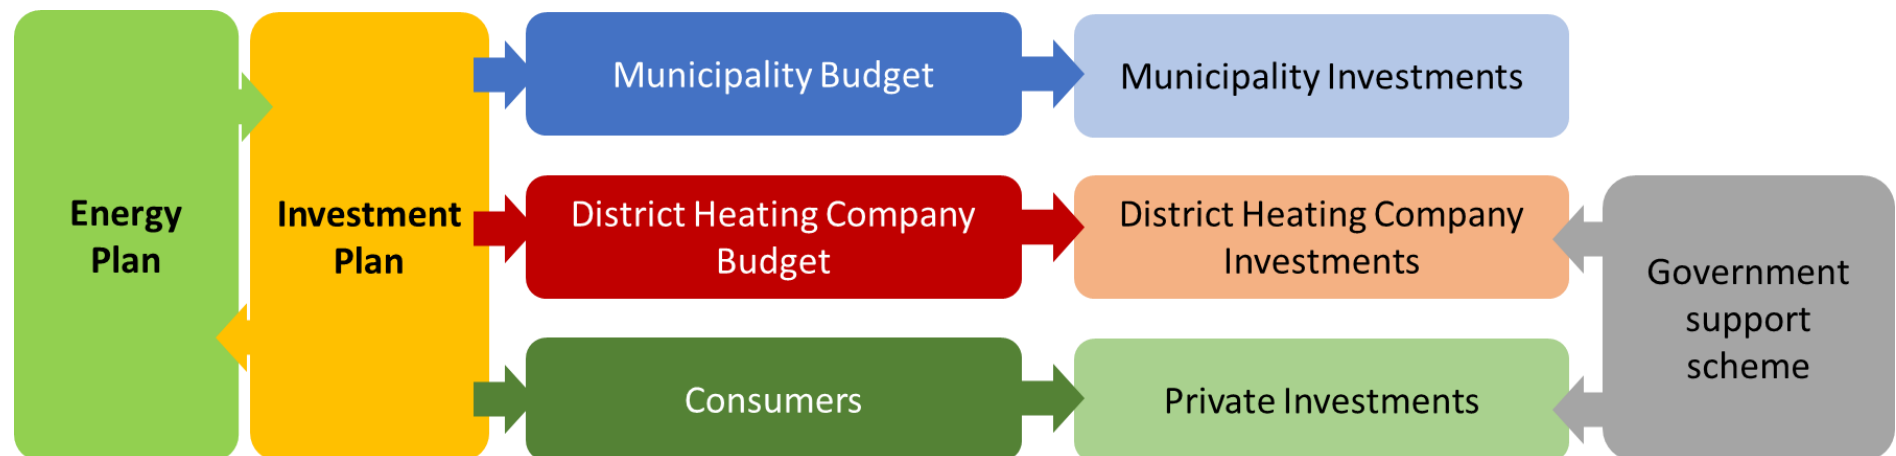 Energy
Plan
Investment
Plan
Municipality Budget
Municipality Investments
District Heating Company
Budget
District Heating Company
Investments
Consumers
Private Investments
Government
support
scheme